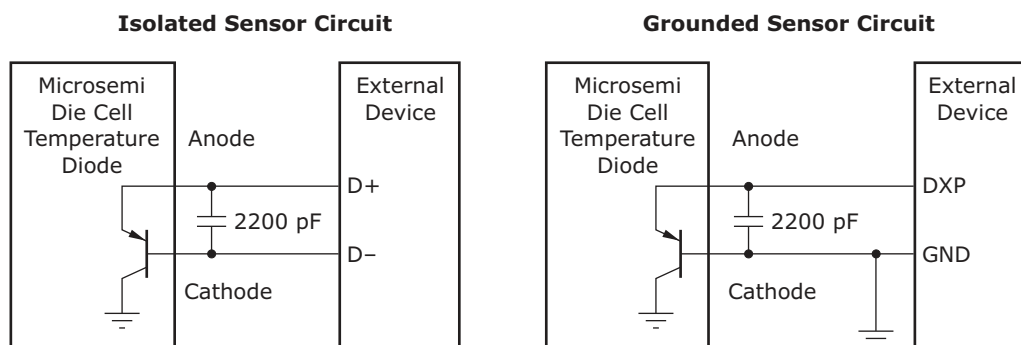 Isolated Sensor Circuit
Microsemi
Die Cell
Temperature
Diode
External
Device
Anode
D+
2200 pF
D–
Cathode
Grounded Sensor Circuit
Microsemi
Die Cell
Temperature
Diode
External
Device
Anode
DXP
2200 pF
GND
Cathode